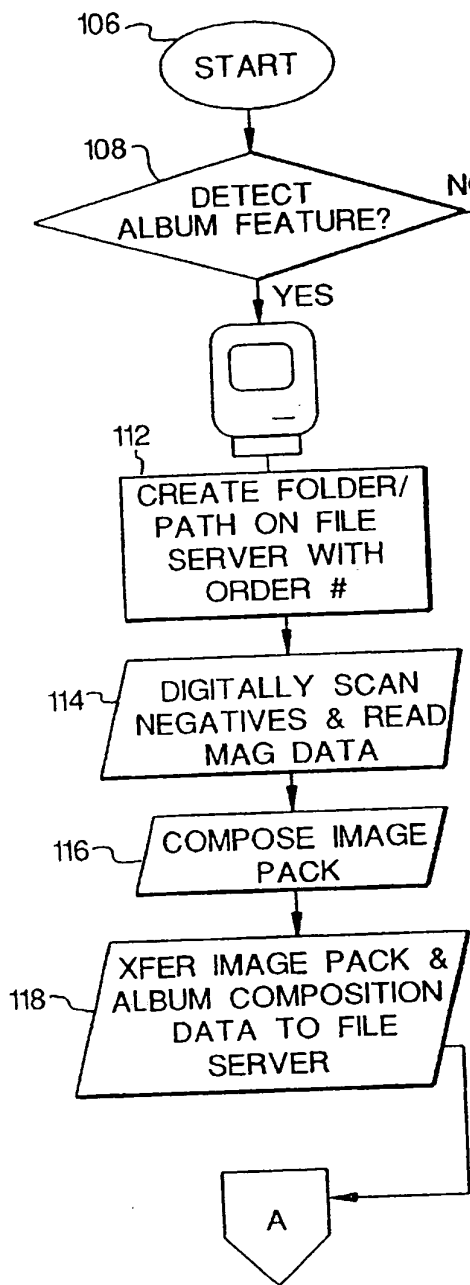 106
START
108
DETECT
ALBUM FEATURE?
YES
112
CREATE FOLDER/
PATH ON FILE
SERVER WITH
ORDER #
114
DIGITALLY SCAN
NEGATIVES & READ
MAG DATA
116
COMPOSE IMAGE
PACK
118
XFER IMAGE PACK &
ALBUM COMPOSITION
DATA TO FILE
SERVER
A